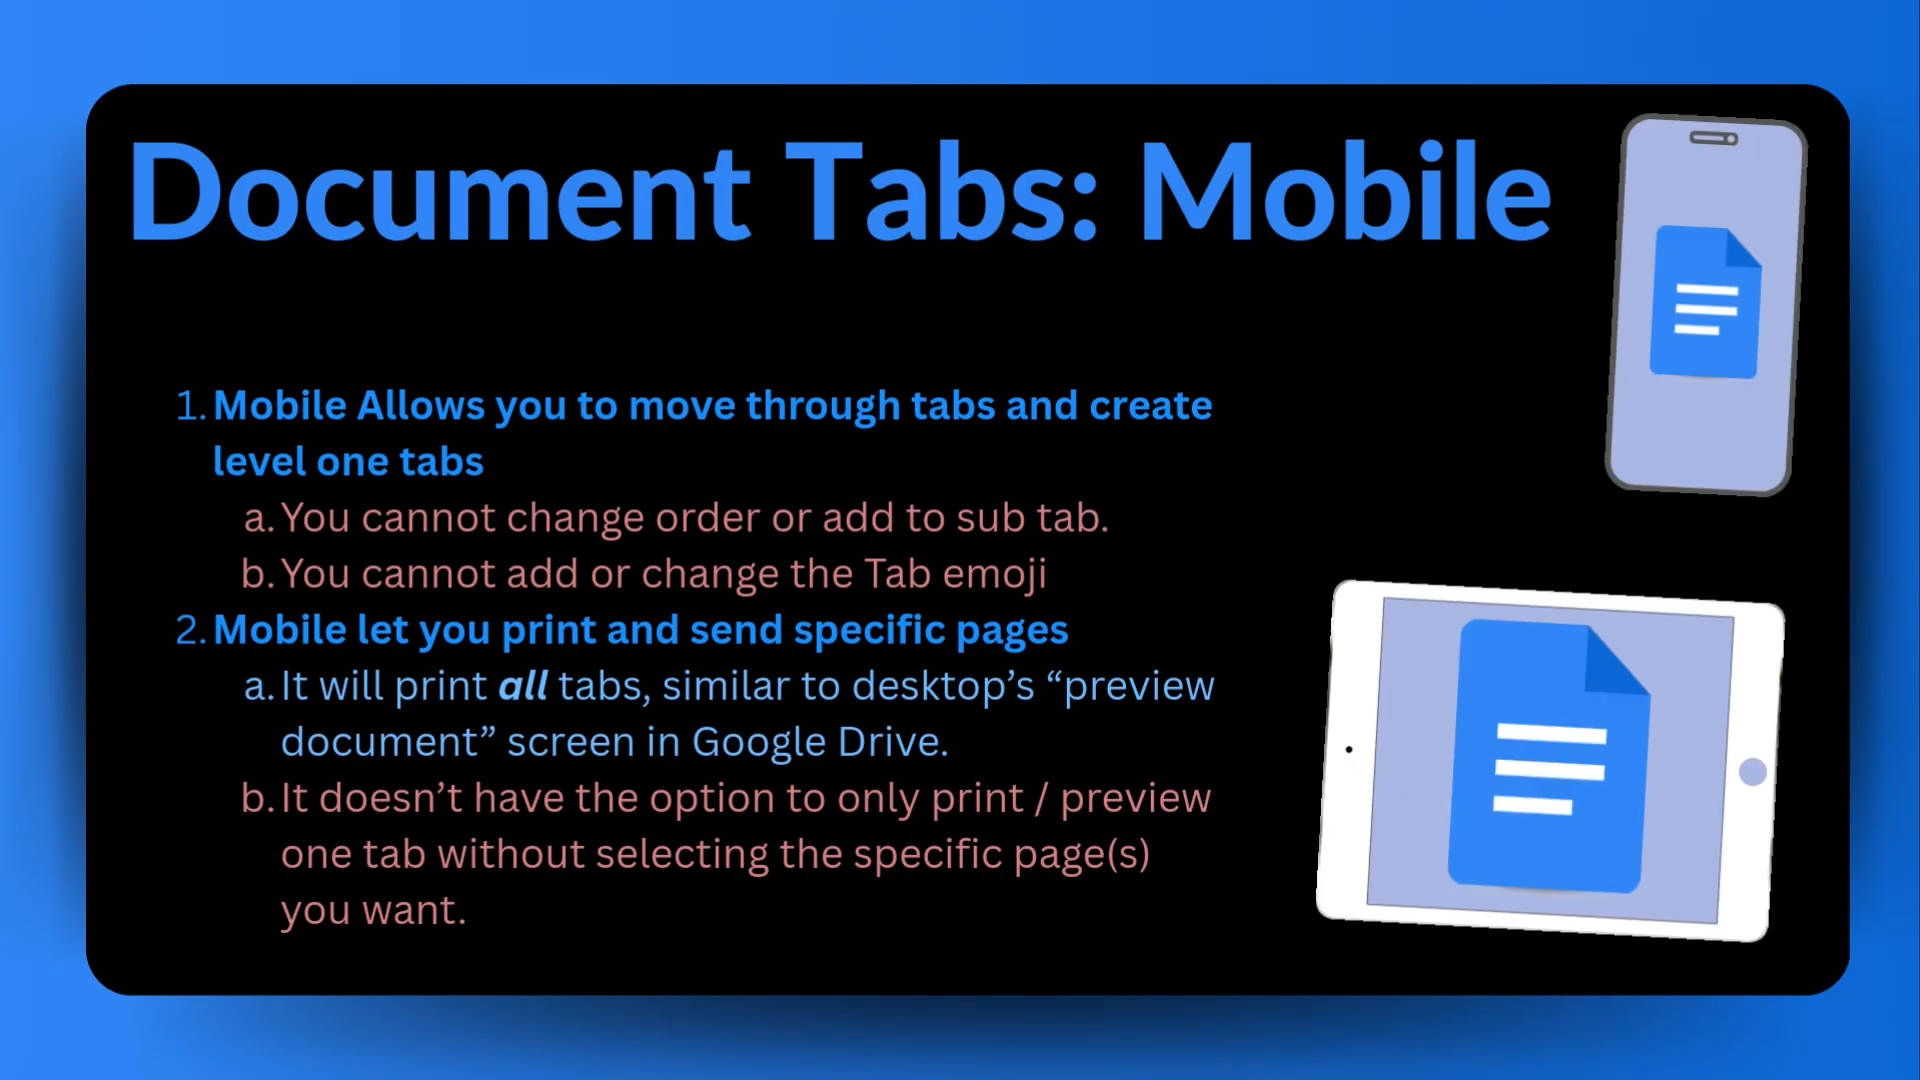 Document Tabs: Mobile
1. Mobile Allows you to move through tabs and create
level one tabs
a. You cannot change order or add to sub tab.
b. You cannot add or change the Tab emoji
2. Mobile let you print and send specific pages
a. It will print all tabs, similar to desktop’s “preview
document” screen in Google Drive.
b. It doesn’t have the option to only print / preview
one tab without selecting the specific page(s)
you want.